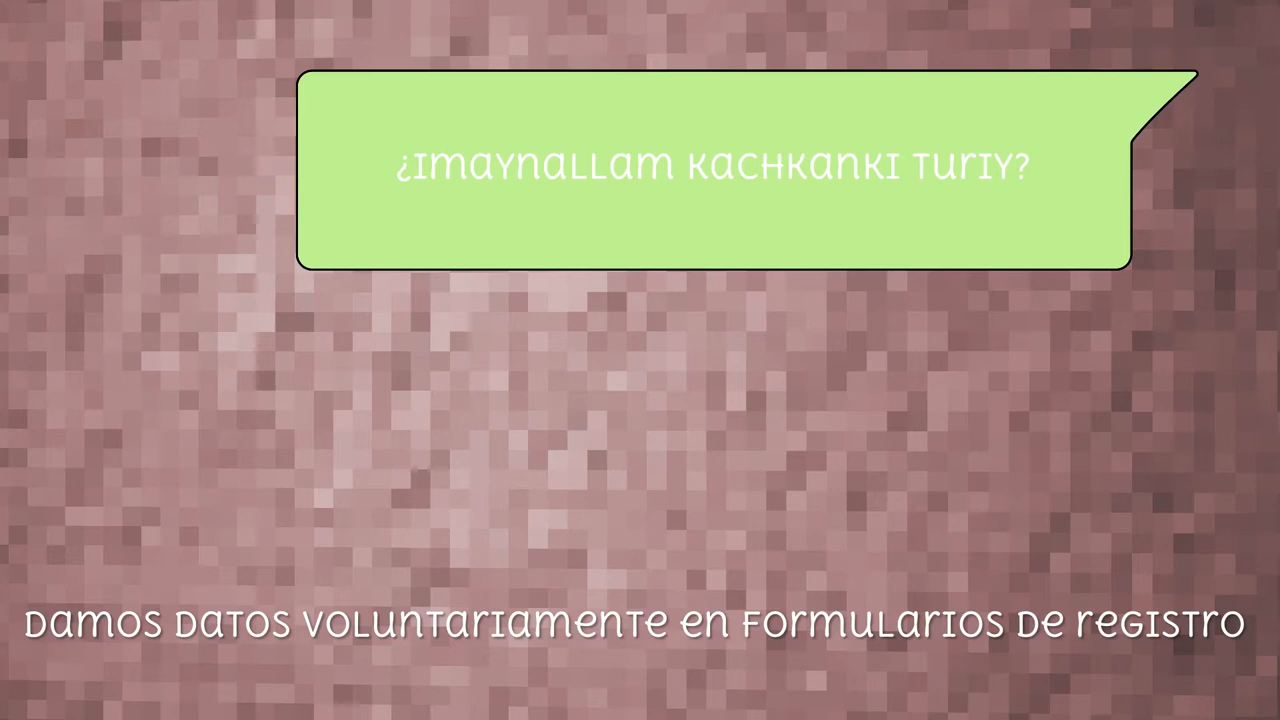 ¿Imaynallam kachkanki turiy?
Damos datos voluntariamente en formularios de registro